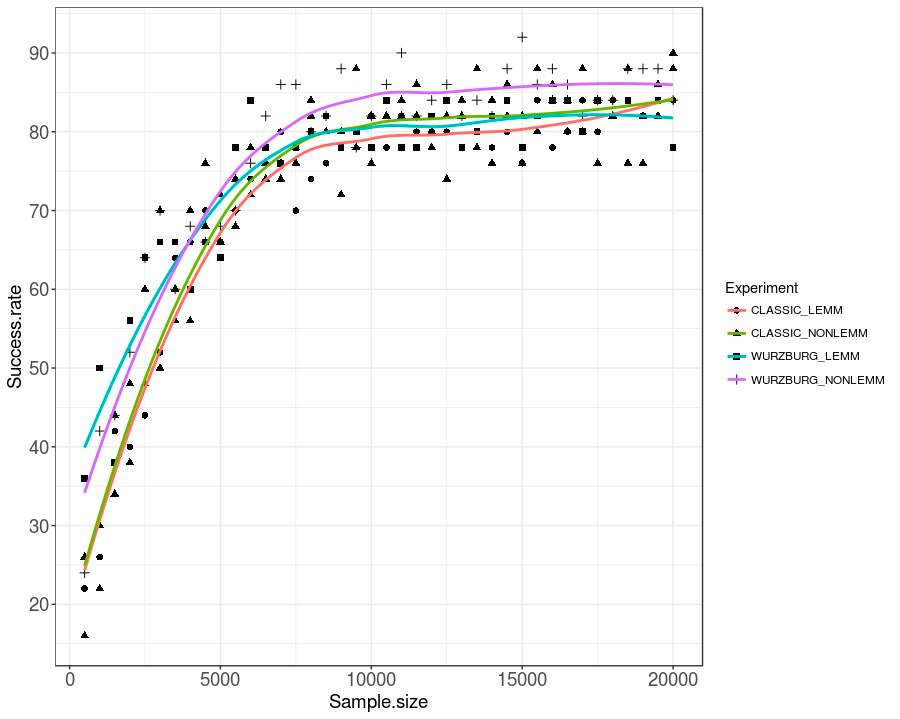 90
80
70
60
50
40
30
20
Success.rate
0 5000 10000 15000 20000
Sample.size
Experiment
CLASSIC_LEMM
CLASSIC_NONLEMM
WURZBURG_LEMM
WURZBURG_NONLEMM